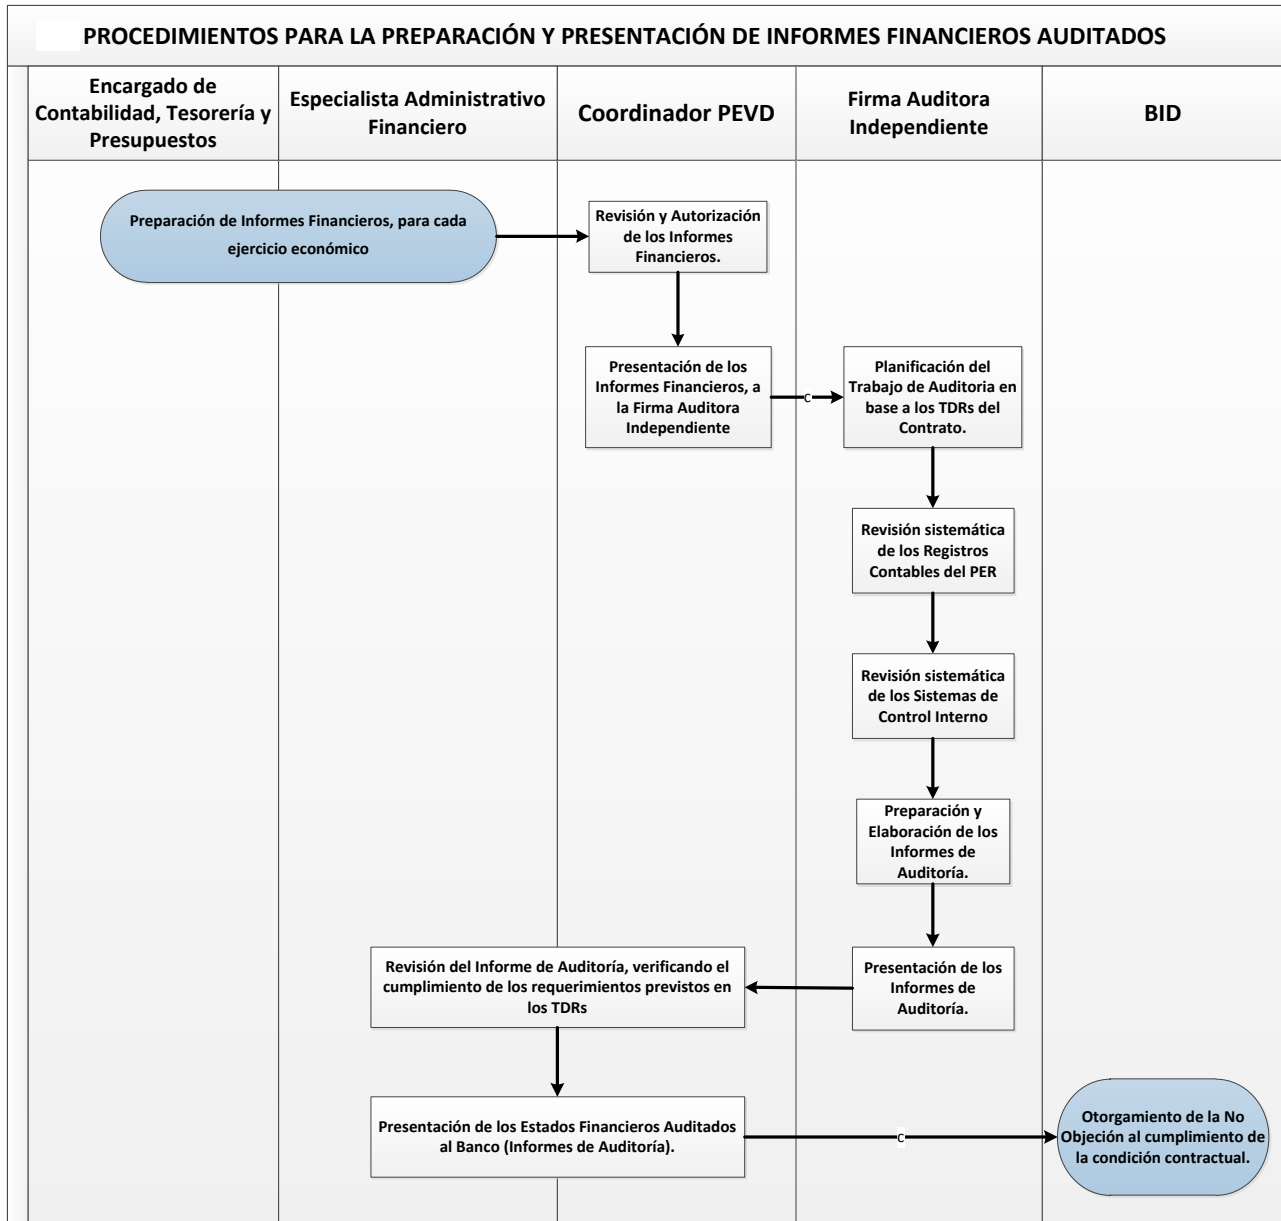 PROCEDIMIENTOS PARA LA PREPARACIÓN Y PRESENTACIÓN DE INFORMES FINANCIEROS AUDITADOS
Encargado de
Contabilidad, Tesorería y
Presupuestos
Especialista Administrativo
Financiero
Coordinador PEVD
Firma Auditora
Independiente
BID
Preparación de Informes Financieros, para cada
ejercicio económico
Revisión y Autorización
de los Informes
Financieros.
Presentación de los
Informes Financieros, a
la Firma Auditora
Independiente
c
Planificación del
Trabajo de Auditoria en
base a los TDRs del
Contrato.
Revisión sistemática
de los Registros
Contables del PER
Revisión sistemática
de los Sistemas de
Control Interno
Preparación y
Elaboración de los
Informes de
Auditoría.
Presentación de los
Informes de
Auditoría.
Revisión del Informe de Auditoría, verificando el
cumplimiento de los requerimientos previstos en
los TDRs
Presentación de los Estados Financieros Auditados
al Banco (Informes de Auditoría).
c
Otorgamiento de la No
Objeción al cumplimiento de
la condición contractual.